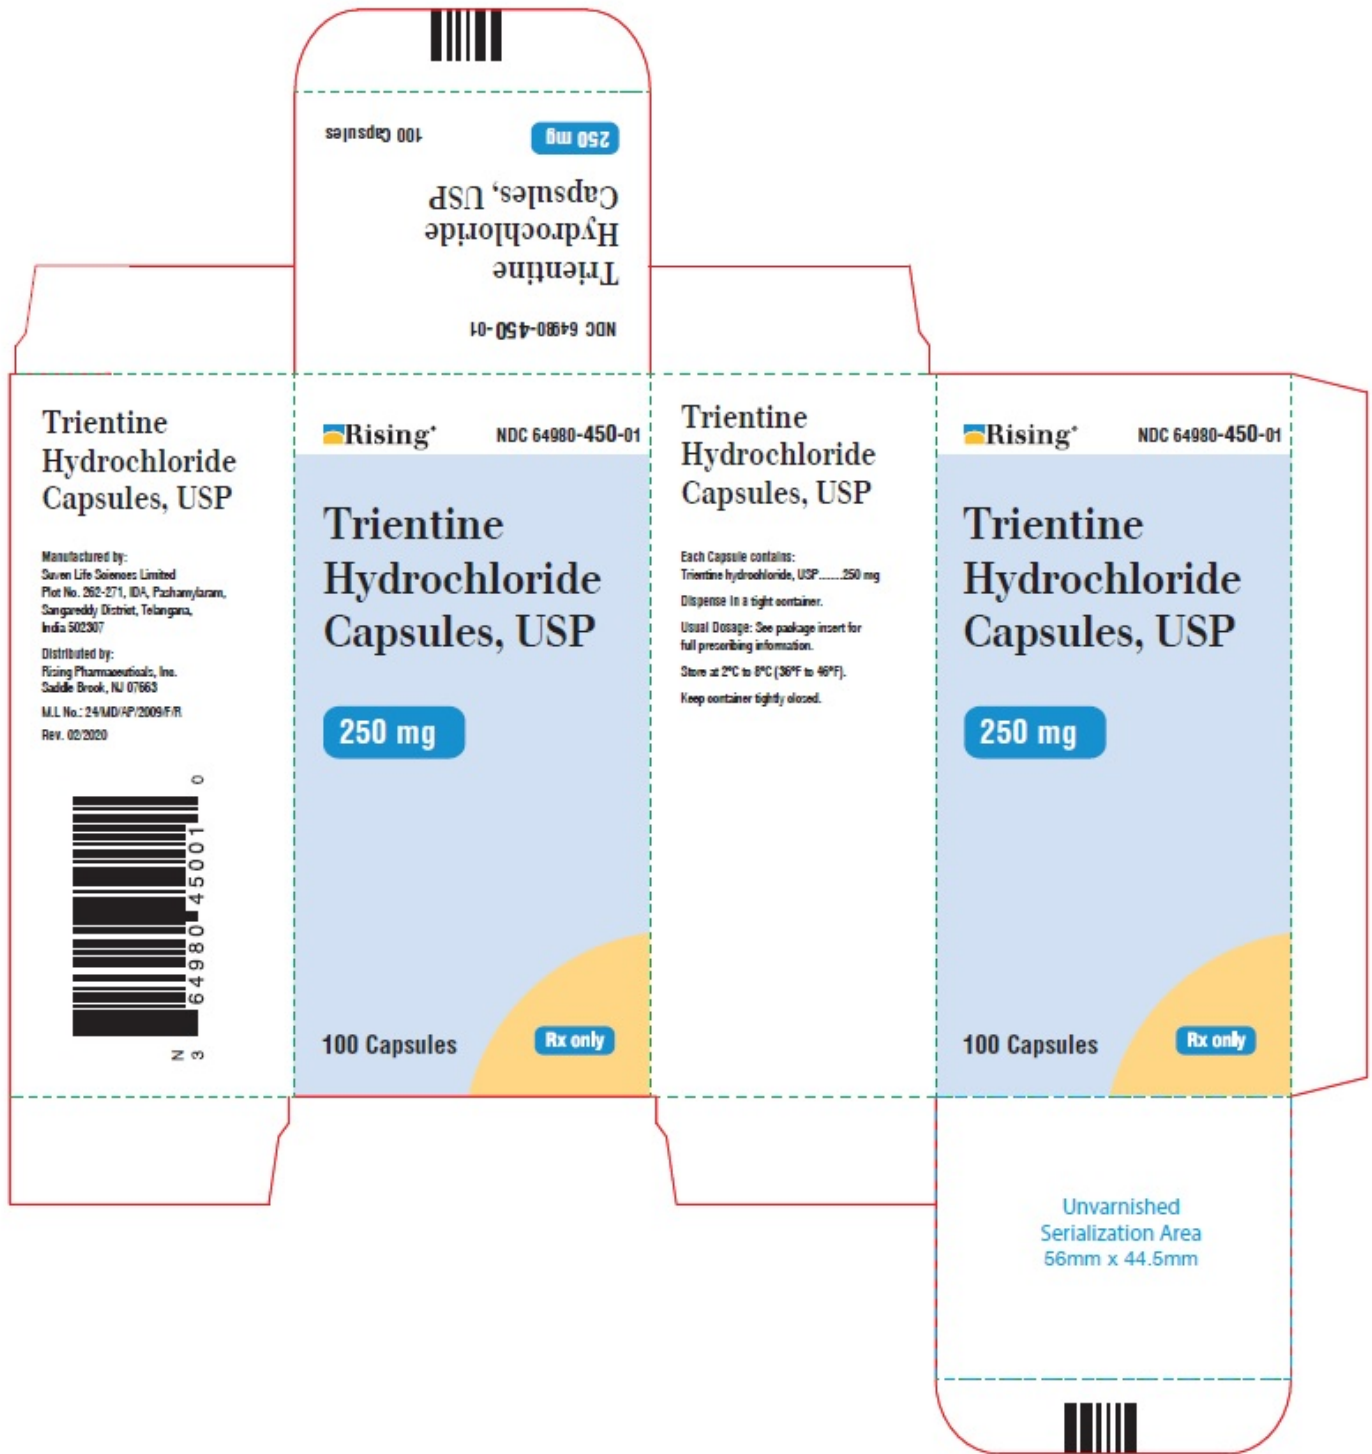 NDC 64980-450-01
Trientine
Hydrochloride
Capsules, USP
250 mg
100 Capsules
Trientine
Hydrochloride
Capsules, USP
Manufactured by:
Suven Life Sciences Limited
Plot No. 262-271, IDA, Pashamylaram,
Sangareddy District, Telangana,
India 502307
Distributed by:
Rising Pharmaceuticals, Inc.
Saddle Brook, NJ 07663
M.L No.: 24/MD/AP/2009/F/R
Rev. 02/2020
N 3 64980 45001 0
Rising
NDC 64980-450-01
Trientine
Hydrochloride
Capsules, USP
250 mg
100 Capsules
Rx only
Trientine
Hydrochloride
Capsules, USP
Each Capsule contains:
Trientine hydrochloride, USP.......250 mg
Dispense in a tight container.
Usual Dosage: See package insert for
full prescribing information.
Store at 2°C to 8°C (36°F to 46°F).
Keep container tightly closed.
Rising
NDC 64980-450-01
Trientine
Hydrochloride
Capsules, USP
250 mg
100 Capsules
Rx only
Unvarnished
Serialization Area
56mm x 44.5mm